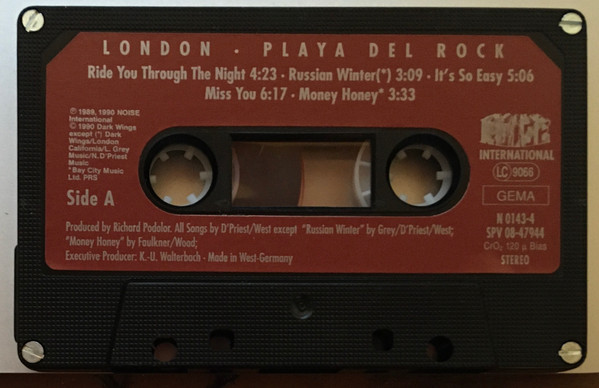 LONDON · PLAYA DEL ROCK
Ride You Through The Night 4:23 · Russian Winter(*) 3:09 · It's So Easy 5:06
Miss You 6:17 · Money Honey* 3:33
℗ 1989, 1990 NOISE
International
© 1990 Dark Wings
except (*) Dark
Wings/London
California/L. Grey
Music/N.D'Priest
Music
*Bay City Music
Ltd. PRS
Side A
NOISE
INTERNATIONAL
LC 9066
GEMA
N 0143-4
SPV 08-47944
CrO₂ 120 µ Bias
STEREO
Produced by Richard Podolor. All Songs by D'Priest/West except "Russian Winter" by Grey/D'Priest/West;
"Money Honey" by Faulkner/Wood;
Executive Producer: K.-U. Walterbach · Made in West-Germany